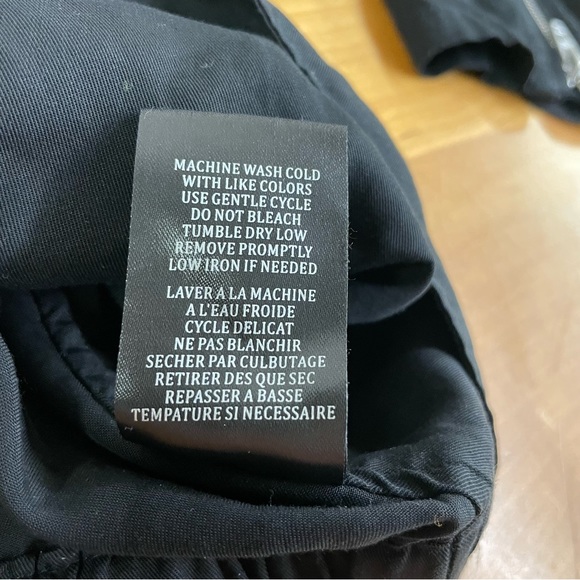 MACHINE WASH COLD
WITH LIKE COLORS
USE GENTLE CYCLE
DO NOT BLEACH
TUMBLE DRY LOW
REMOVE PROMPTLY
LOW IRON IF NEEDED
LAVER A LA MACHINE
A L'EAU FROIDE
CYCLE DELICAT
NE PAS BLANCHIR
SECHER PAR CULBUTAGE
RETIRER DES QUE SEC
REPASSER A BASSE
TEMPATURE SI NECESSAIRE